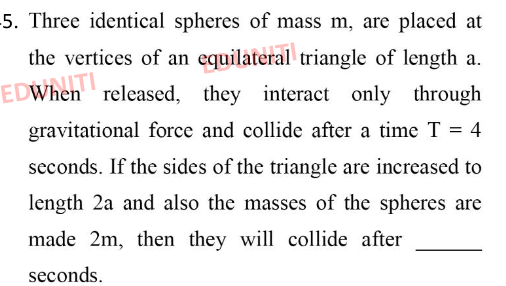 5. Three identical spheres of mass m, are placed at
the vertices of an equilateral triangle of length a.
EDUNITI
EDUNITI
When released, they interact only through
gravitational force and collide after a time T = 4
seconds. If the sides of the triangle are increased to
length 2a and also the masses of the spheres are
made 2m, then they will collide after ______
seconds.